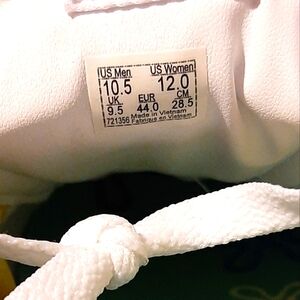 US Men US Women
10.5 12.0
UK EUR CM
9.5 44.0 28.5
721356 Made in Vietnam
Fabriqué en Vietnam